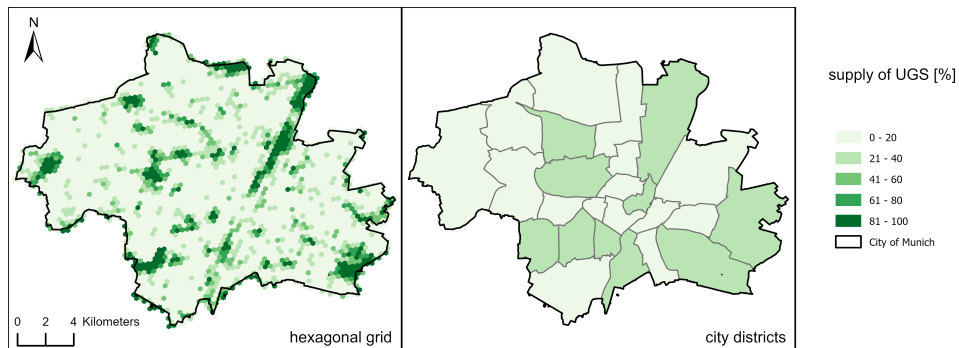 N
0 2 4 Kilometers
hexagonal grid
city districts
supply of UGS [%]
0 - 20
21 - 40
41 - 60
61 - 80
81 - 100
City of Munich